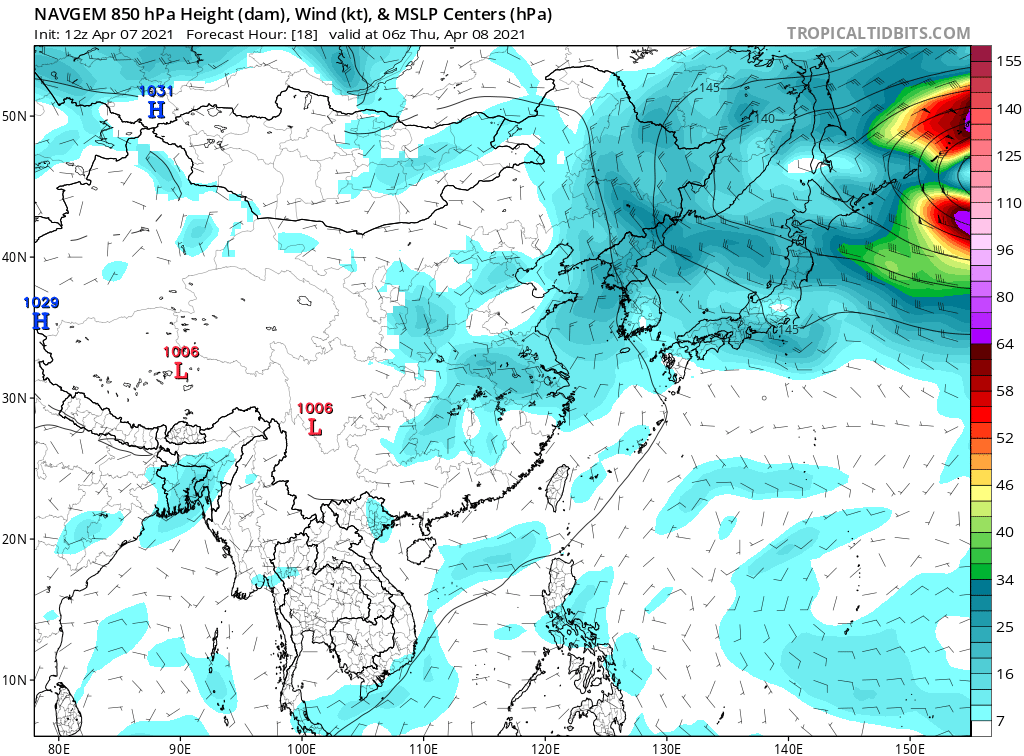 NAVGEM 850 hPa Height (dam), Wind (kt), & MSLP Centers (hPa)
Init: 12z Apr 07 2021   Forecast Hour: [18]   valid at 06z Thu, Apr 08 2021
TROPICALTIDBITS.COM
155
140
125
110
96
80
64
58
52
46
40
34
25
16
7
50N
40N
30N
20N
10N
80E
90E
100E
110E
120E
130E
140E
150E
1031
H
1029
H
1006
L
1006
L
145
140
145